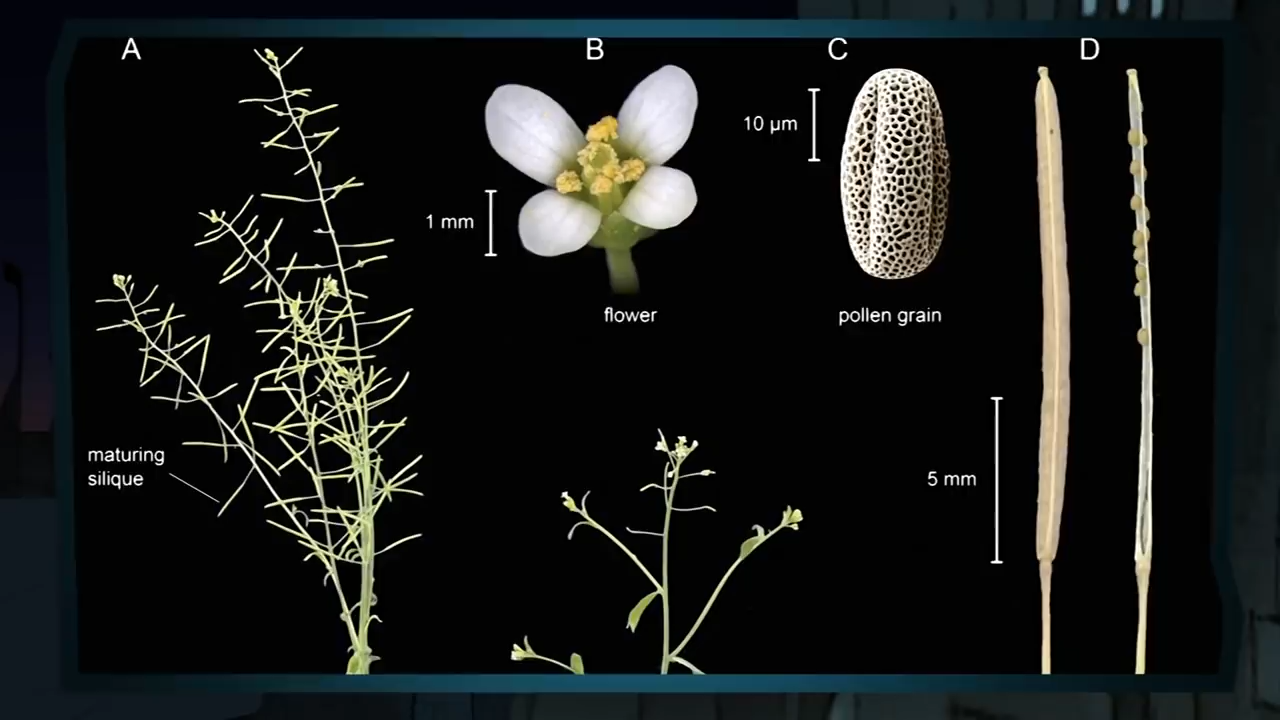 A
B
C
D
10 µm
1 mm
flower
pollen grain
maturing
silique
5 mm